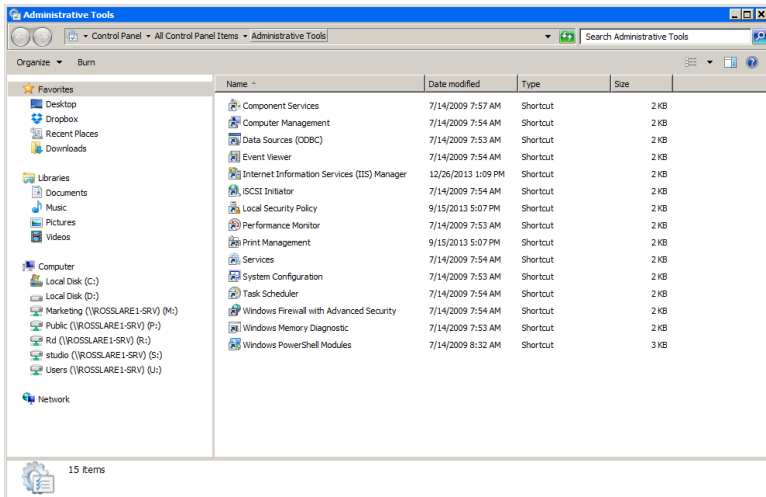 Administrative Tools
Control Panel All Control Panel Items Administrative Tools Search Administrative Tools
Organize Burn
Favorites
Desktop
Dropbox
Recent Places
Downloads
Libraries
Documents
Music
Pictures
Videos
Computer
Local Disk (C:)
Local Disk (D:)
Marketing (\\ROSSLARE1-SRV) (M:)
Public (\\ROSSLARE1-SRV) (P:)
Rd (\\ROSSLARE1-SRV) (R:)
studio (\\ROSSLARE1-SRV) (S:)
Users (\\ROSSLARE1-SRV) (U:)
Network
Name Date modified Type Size
Component Services 7/14/2009 7:57 AM Shortcut 2 KB
Computer Management 7/14/2009 7:54 AM Shortcut 2 KB
Data Sources (ODBC) 7/14/2009 7:53 AM Shortcut 2 KB
Event Viewer 7/14/2009 7:54 AM Shortcut 2 KB
Internet Information Services (IIS) Manager 12/26/2013 1:09 PM Shortcut 2 KB
iSCSI Initiator 7/14/2009 7:54 AM Shortcut 2 KB
Local Security Policy 9/15/2013 5:07 PM Shortcut 2 KB
Performance Monitor 7/14/2009 7:53 AM Shortcut 2 KB
Print Management 9/15/2013 5:07 PM Shortcut 2 KB
Services 7/14/2009 7:54 AM Shortcut 2 KB
System Configuration 7/14/2009 7:53 AM Shortcut 2 KB
Task Scheduler 7/14/2009 7:54 AM Shortcut 2 KB
Windows Firewall with Advanced Security 7/14/2009 7:54 AM Shortcut 2 KB
Windows Memory Diagnostic 7/14/2009 7:53 AM Shortcut 2 KB
Windows PowerShell Modules 7/14/2009 8:32 AM Shortcut 3 KB
15 items